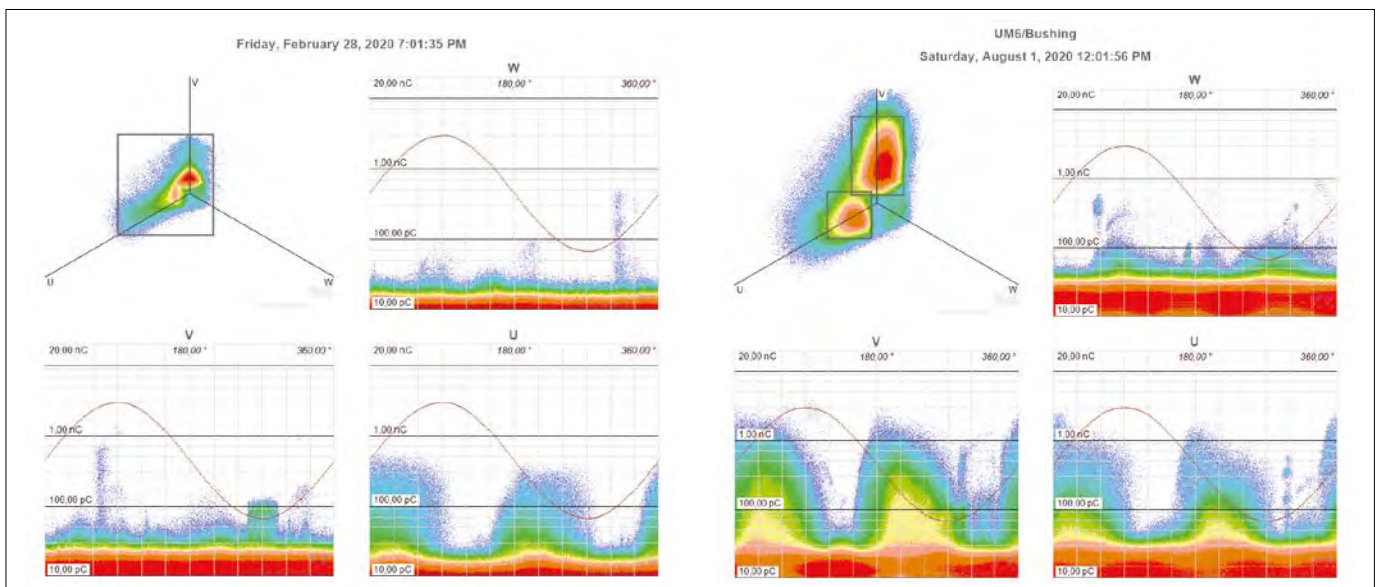 Friday, February 28, 2020 7:01:35 PM
V
U
W
W
20,00 nC 180,00 ° 360,00 °
1,00 nC
100,00 pC
10,00 pC
V
20,00 nC 180,00 ° 360,00 °
1,00 nC
100,00 pC
10,00 pC
U
20,00 nC 180,00 ° 360,00 °
1,00 nC
100,00 pC
10,00 pC
UM6/Bushing
Saturday, August 1, 2020 12:01:56 PM
V
U
W
W
20,00 nC 180,00 ° 360,00 °
1,00 nC
100,00 pC
10,00 pC
V
20,00 nC 180,00 ° 360,00 °
1,00 nC
100,00 pC
10,00 pC
U
20,00 nC 180,00 ° 360,00 °
1,00 nC
100,00 pC
10,00 pC